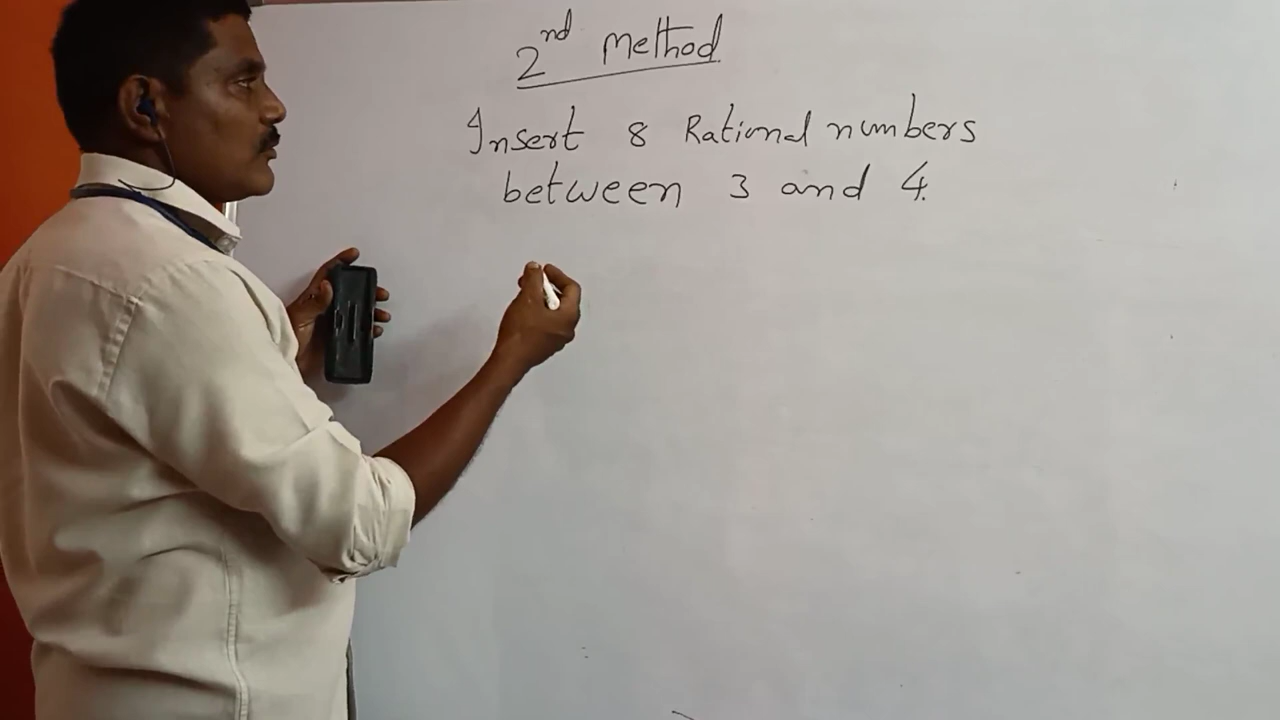 2nd Method
Insert 8 Rational numbers
between 3 and 4.